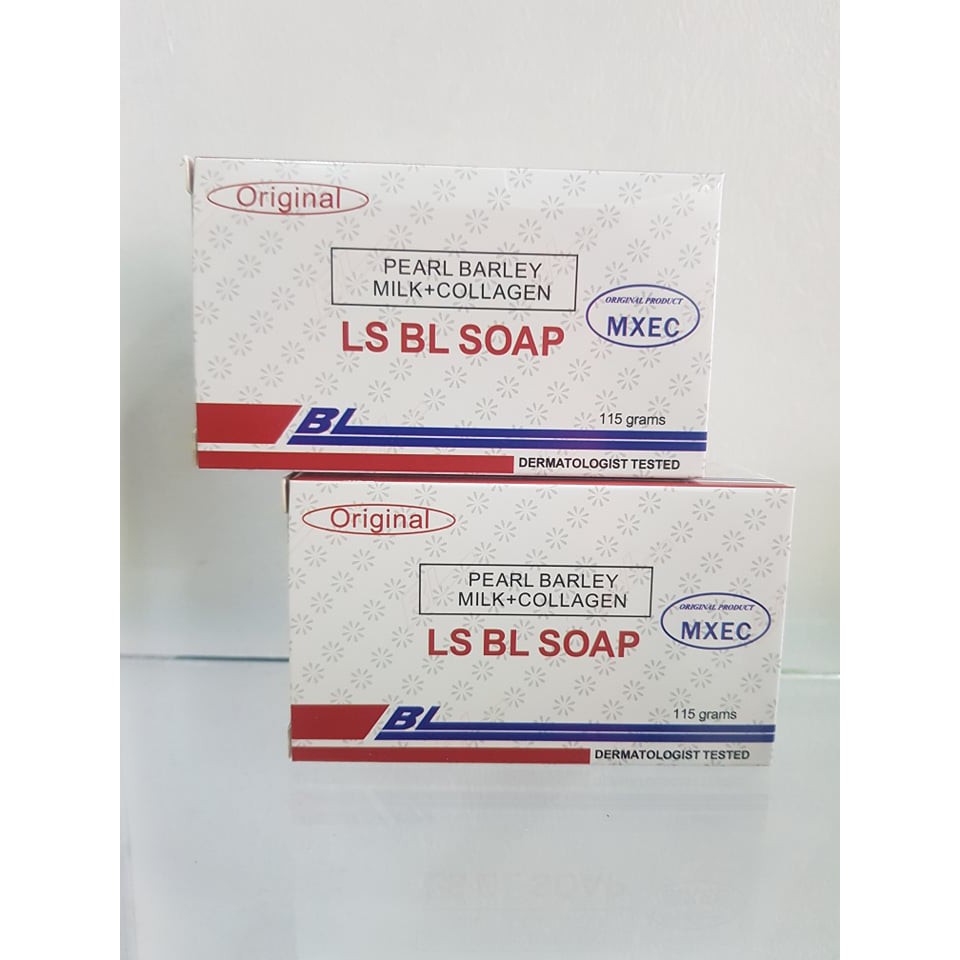 Original
PEARL BARLEY
MILK+COLLAGEN
ORIGINAL PRODUCT
MXEC
LS BL SOAP
115 grams
BL
DERMATOLOGIST TESTED
Original
PEARL BARLEY
MILK+COLLAGEN
ORIGINAL PRODUCT
MXEC
LS BL SOAP
115 grams
BL
DERMATOLOGIST TESTED